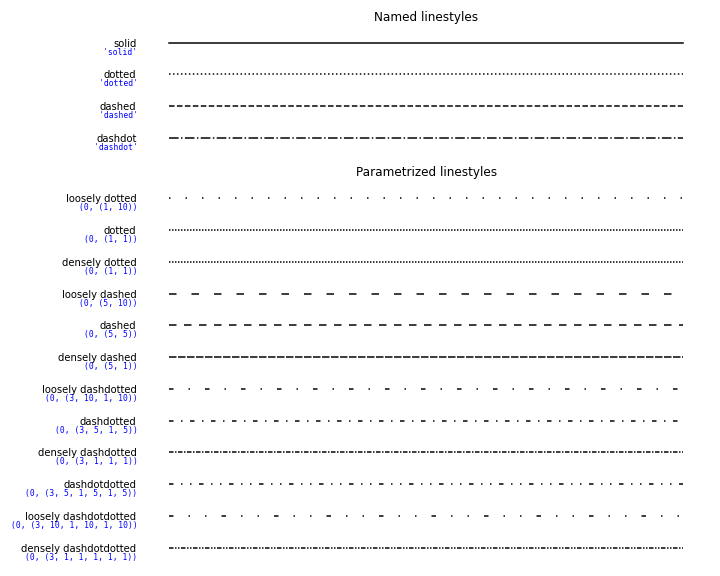 Named linestyles
solid
'solid'
dotted
'dotted'
dashed
'dashed'
dashdot
'dashdot'
Parametrized linestyles
loosely dotted
(0, (1, 10))
dotted
(0, (1, 1))
densely dotted
(0, (1, 1))
loosely dashed
(0, (5, 10))
dashed
(0, (5, 5))
densely dashed
(0, (5, 1))
loosely dashdotted
(0, (3, 10, 1, 10))
dashdotted
(0, (3, 5, 1, 5))
densely dashdotted
(0, (3, 1, 1, 1))
dashdotdotted
(0, (3, 5, 1, 5, 1, 5))
loosely dashdotdotted
(0, (3, 10, 1, 10, 1, 10))
densely dashdotdotted
(0, (3, 1, 1, 1, 1, 1))